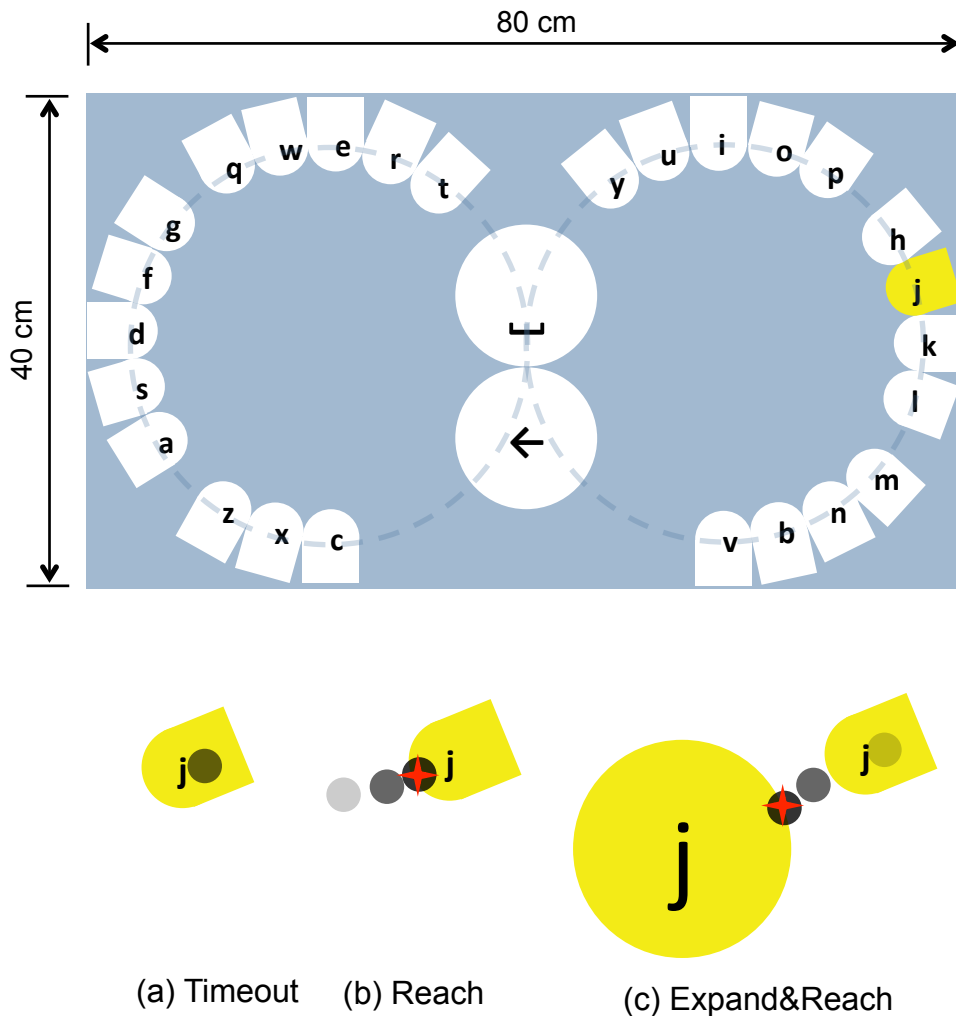 80 cm
40 cm
q w e r t y u i o p
g f d s a h j k l
z x c v b n m
←
j j j
(a) Timeout (b) Reach (c) Expand&Reach